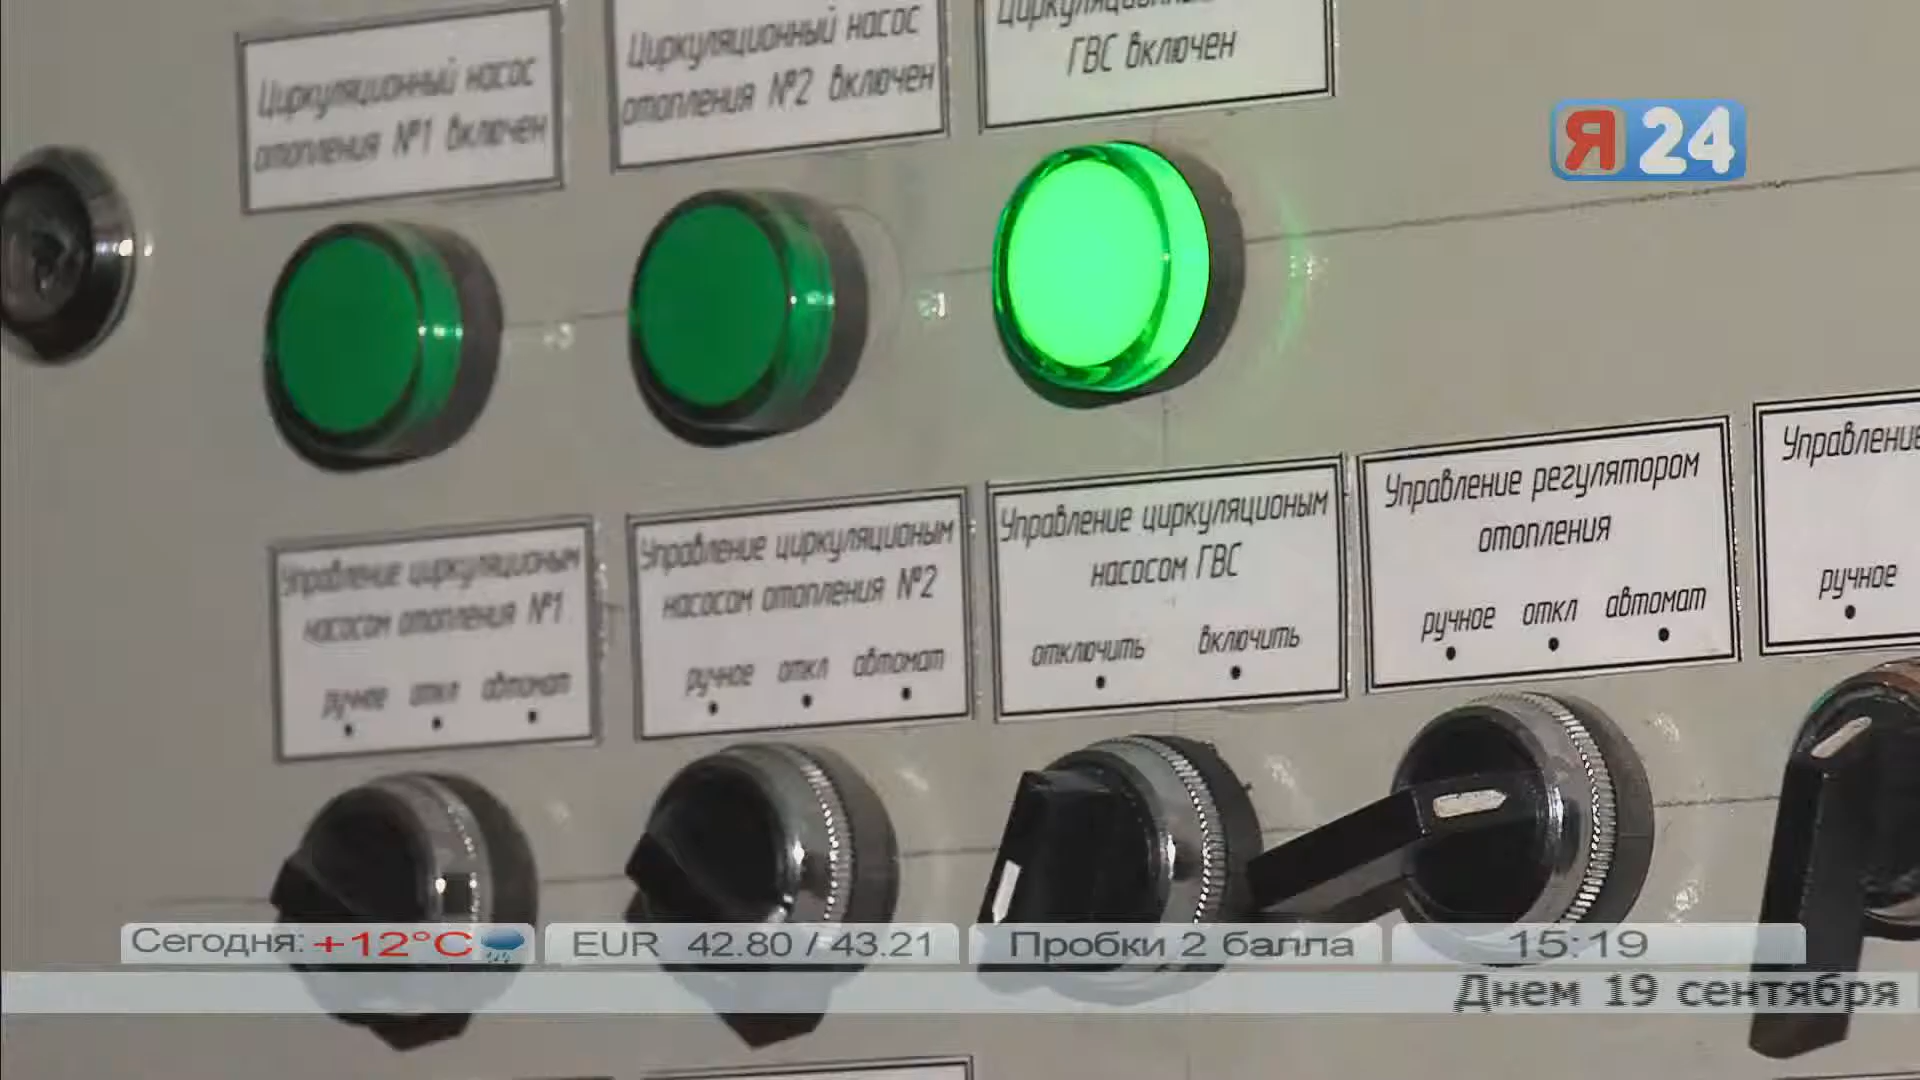 Циркуляционный насос
отопления №1 включен
Циркуляционный насос
отопления №2 включен
ГВС включен
Я 24
Управление циркуляционым
насосом отопления №1
ручное откл автомат
Управление циркуляционым
насосом отопления №2
ручное откл автомат
Управление циркуляционым
насосом ГВС
отключить включить
Управление регулятором
отопления
ручное откл автомат
Управление
ручное
Сегодня: +12°C
EUR 42.80 / 43.21
Пробки 2 балла
15:19
Днем 19 сентября